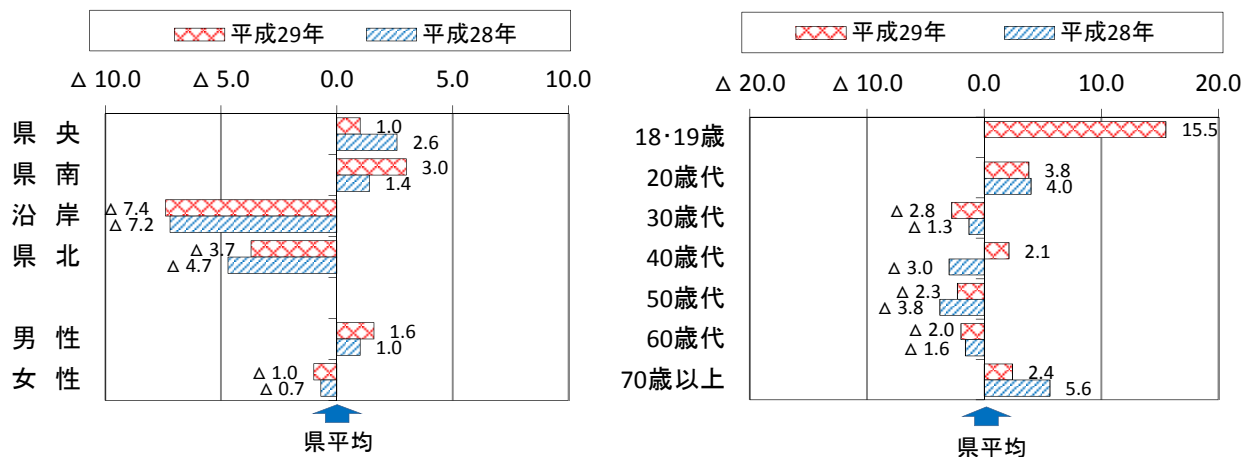 平成29年 平成28年
△ 10.0 △ 5.0 0.0 5.0 10.0
県 央 1.0
2.6
県 南 3.0
1.4
沿 岸 △ 7.4
△ 7.2
県 北 △ 3.7
△ 4.7
男 性 1.6
1.0
女 性 △ 1.0
△ 0.7
県平均
平成29年 平成28年
△ 20.0 △ 10.0 0.0 10.0 20.0
18･19歳 15.5
20歳代 3.8
4.0
30歳代 △ 2.8
△ 1.3
40歳代 2.1
△ 3.0
50歳代 △ 2.3
△ 3.8
60歳代 △ 2.0
△ 1.6
70歳以上 2.4
5.6
県平均